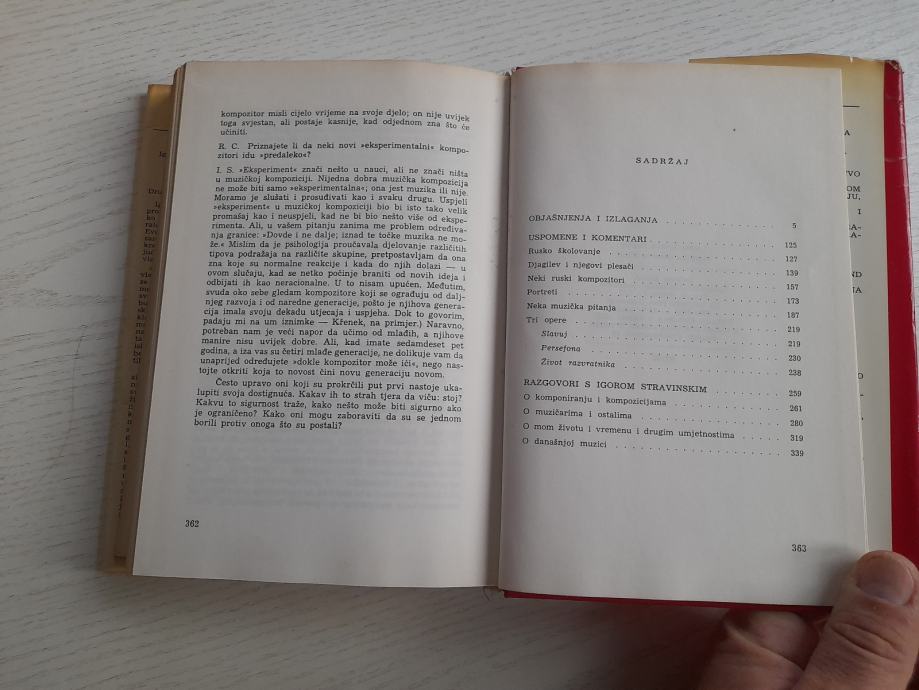 kompozitor misli cijelo vrijeme na svoje djelo; on nije uvijek
toga svjestan, ali postaje kasnije, kad odjednom zna što će
učiniti.
R. C. Priznajete li da neki novi »eksperimentalni« kompo-
zitori idu »predaleko«?
I. S. »Eksperiment« znači nešto u nauci, ali ne znači ništa
u muzičkoj kompoziciji. Nijedna dobra muzička kompozicija
ne može biti samo »eksperimentalna«; ona jest muzika ili nije.
Moramo je slušati i prosuđivati kao i svaku drugu. Uspjeli
»eksperiment« u muzičkoj kompoziciji bio bi isto tako velik
promašaj kao i neuspjeli, kad ne bi bio nešto više od ekspe-
rimenta. Ali, u vašem pitanju zanima me problem određiva-
nja granice: »Dovde i ne dalje; iznad te točke muzika ne mo-
že.« Mislim da je psihologija proučavala djelovanje različitih
tipova podražaja na različite skupine, pretpostavljam da ona
zna koje su normalne reakcije i kada do njih dolazi — u
ovom slučaju, kad se netko počinje braniti od novih ideja i
odbijati ih kao neracionalne. U to nisam upućen. Međutim,
svuda oko sebe gledam kompozitore koji se ograđuju od dalj-
njeg razvoja i od naredne generacije, pošto je njihova genera-
cija imala svoju dekadu utjecaja i uspjeha. Dok to govorim,
padaju mi na um iznimke — Křenek, na primjer.) Naravno,
potreban nam je veći napor da učimo od mlađih, a njihove
manire nisu uvijek dobre. Ali, kad imate sedamdeset pet
godina, a iza vas su četiri mlađe generacije, ne dolikuje vam da
unaprijed određujete »dokle kompozitor može ići«, nego nas-
tojte otkriti koja to novost čini novu generaciju novom.
Često upravo oni koji su prokrčili put prvi nastoje uka-
lupiti svoja dostignuća. Kakav ih to strah tjera da viču: stoj?
Kakvu to sigurnost traže, kako nešto može biti sigurno ako
je ograničeno? Kako oni mogu zaboraviti da su se jednom
borili protiv onoga što su postali?
362
SADRŽAJ
OBJAŠNJENJA I IZLAGANJA . . . . . . . . . . 5
USPOMENE I KOMENTARI . . . . . . . . . . 125
Rusko školovanje . . . . . . . . . . 127
Djagilev i njegovi plesači . . . . . . . . . . 139
Neki ruski kompozitori . . . . . . . . . . 157
Portreti . . . . . . . . . . 173
Neka muzička pitanja . . . . . . . . . . 187
Tri opere . . . . . . . . . . 219
Slavuj . . . . . . . . . . 219
Persefona . . . . . . . . . . 230
Život razvratnika . . . . . . . . . . 238
RAZGOVORI S IGOROM STRAVINSKIM . . . . . . . . 259
O komponiranju i kompozicijama . . . . . . . . 261
O muzičarima i ostalima . . . . . . . . . . 280
O mom životu i vremenu i drugim umjetnostima . . . . . 319
O današnjoj muzici . . . . . . . . . . 339
363